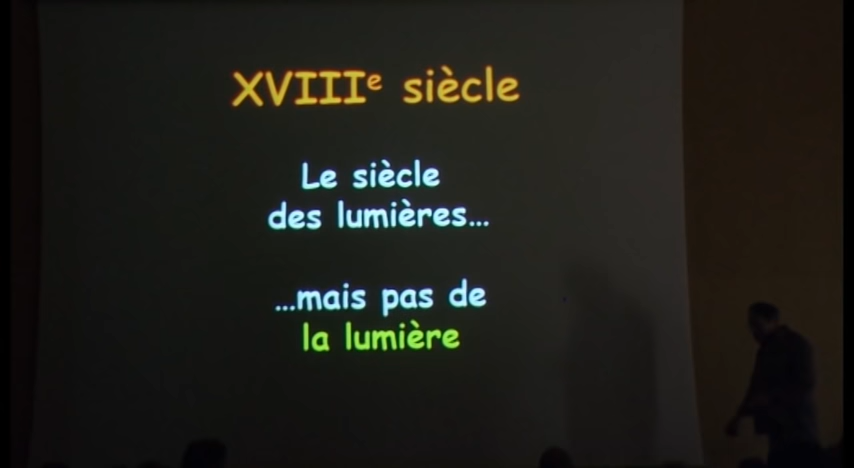 XVIIIe siècle
Le siècle
des lumières...
...mais pas de
la lumière